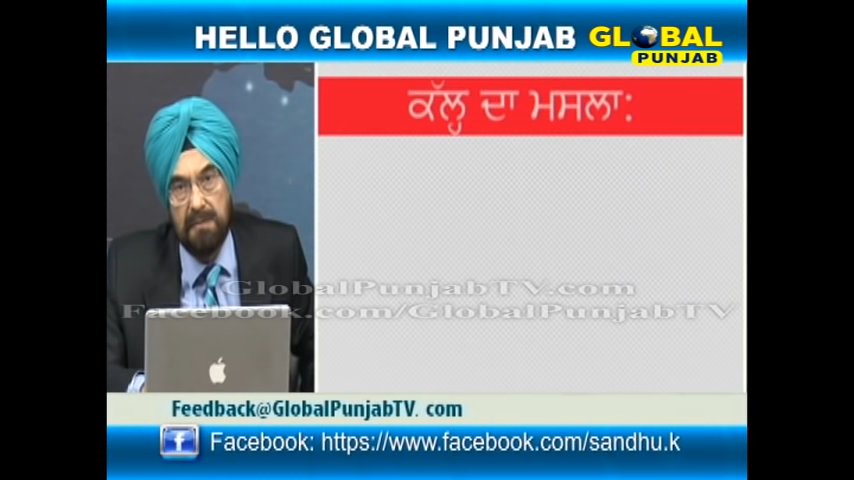 HELLO GLOBAL PUNJAB GLOBAL
PUNJAB
ਕੱਲ੍ਹ ਦਾ ਮਸਲਾ:
GlobalPunjabTV.com
Facebook.com/GlobalPunjabTV
Feedback@GlobalPunjabTV. com
Facebook: https://www.facebook.com/sandhu.k